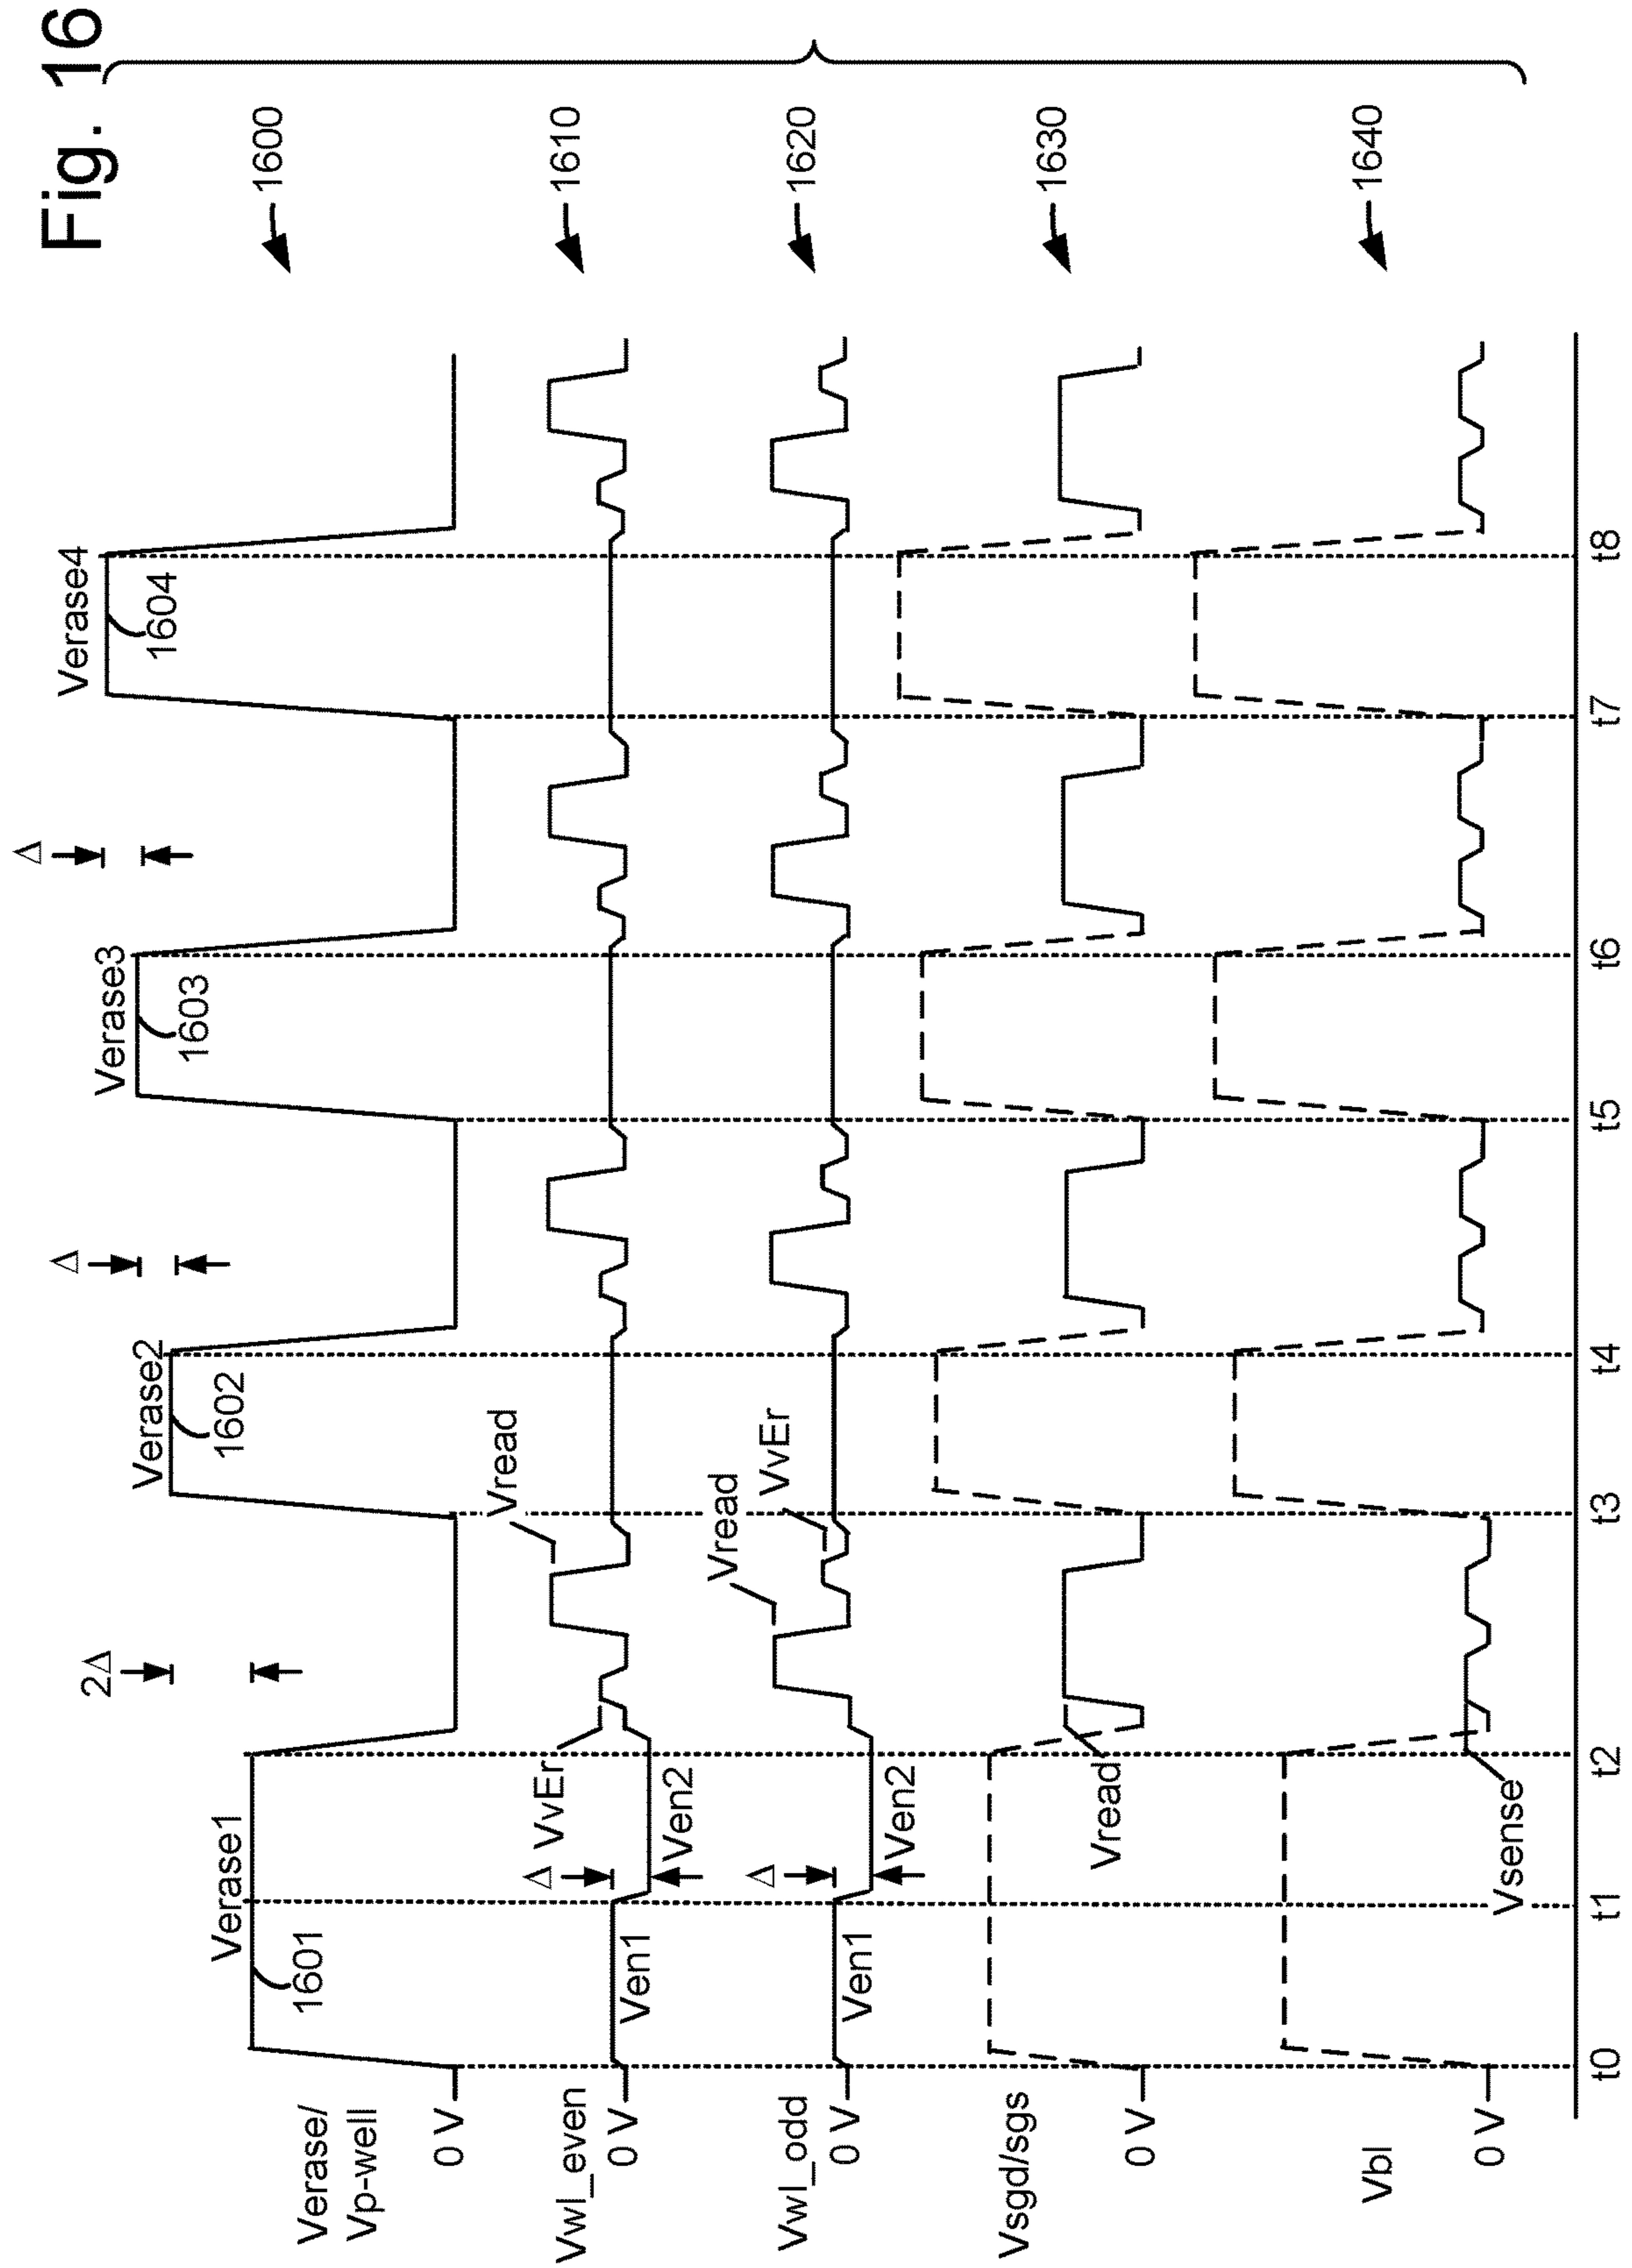 Fig. 16
Verase/
Vp-well
0 V
Verase1
1601
2Δ
Verase2
1602
Δ
Verase3
1603
Δ
Verase4
1604
1600
Vwl_even
0 V
Ven1
Δ
Ven2
VvEr
Vread
1610
Vwl_odd
0 V
Ven1
Δ
Ven2
Vread
VvEr
1620
Vsgd/sgs
0 V
Vread
1630
Vbl
0 V
Vsense
1640
t0 t1 t2 t3 t4 t5 t6 t7 t8